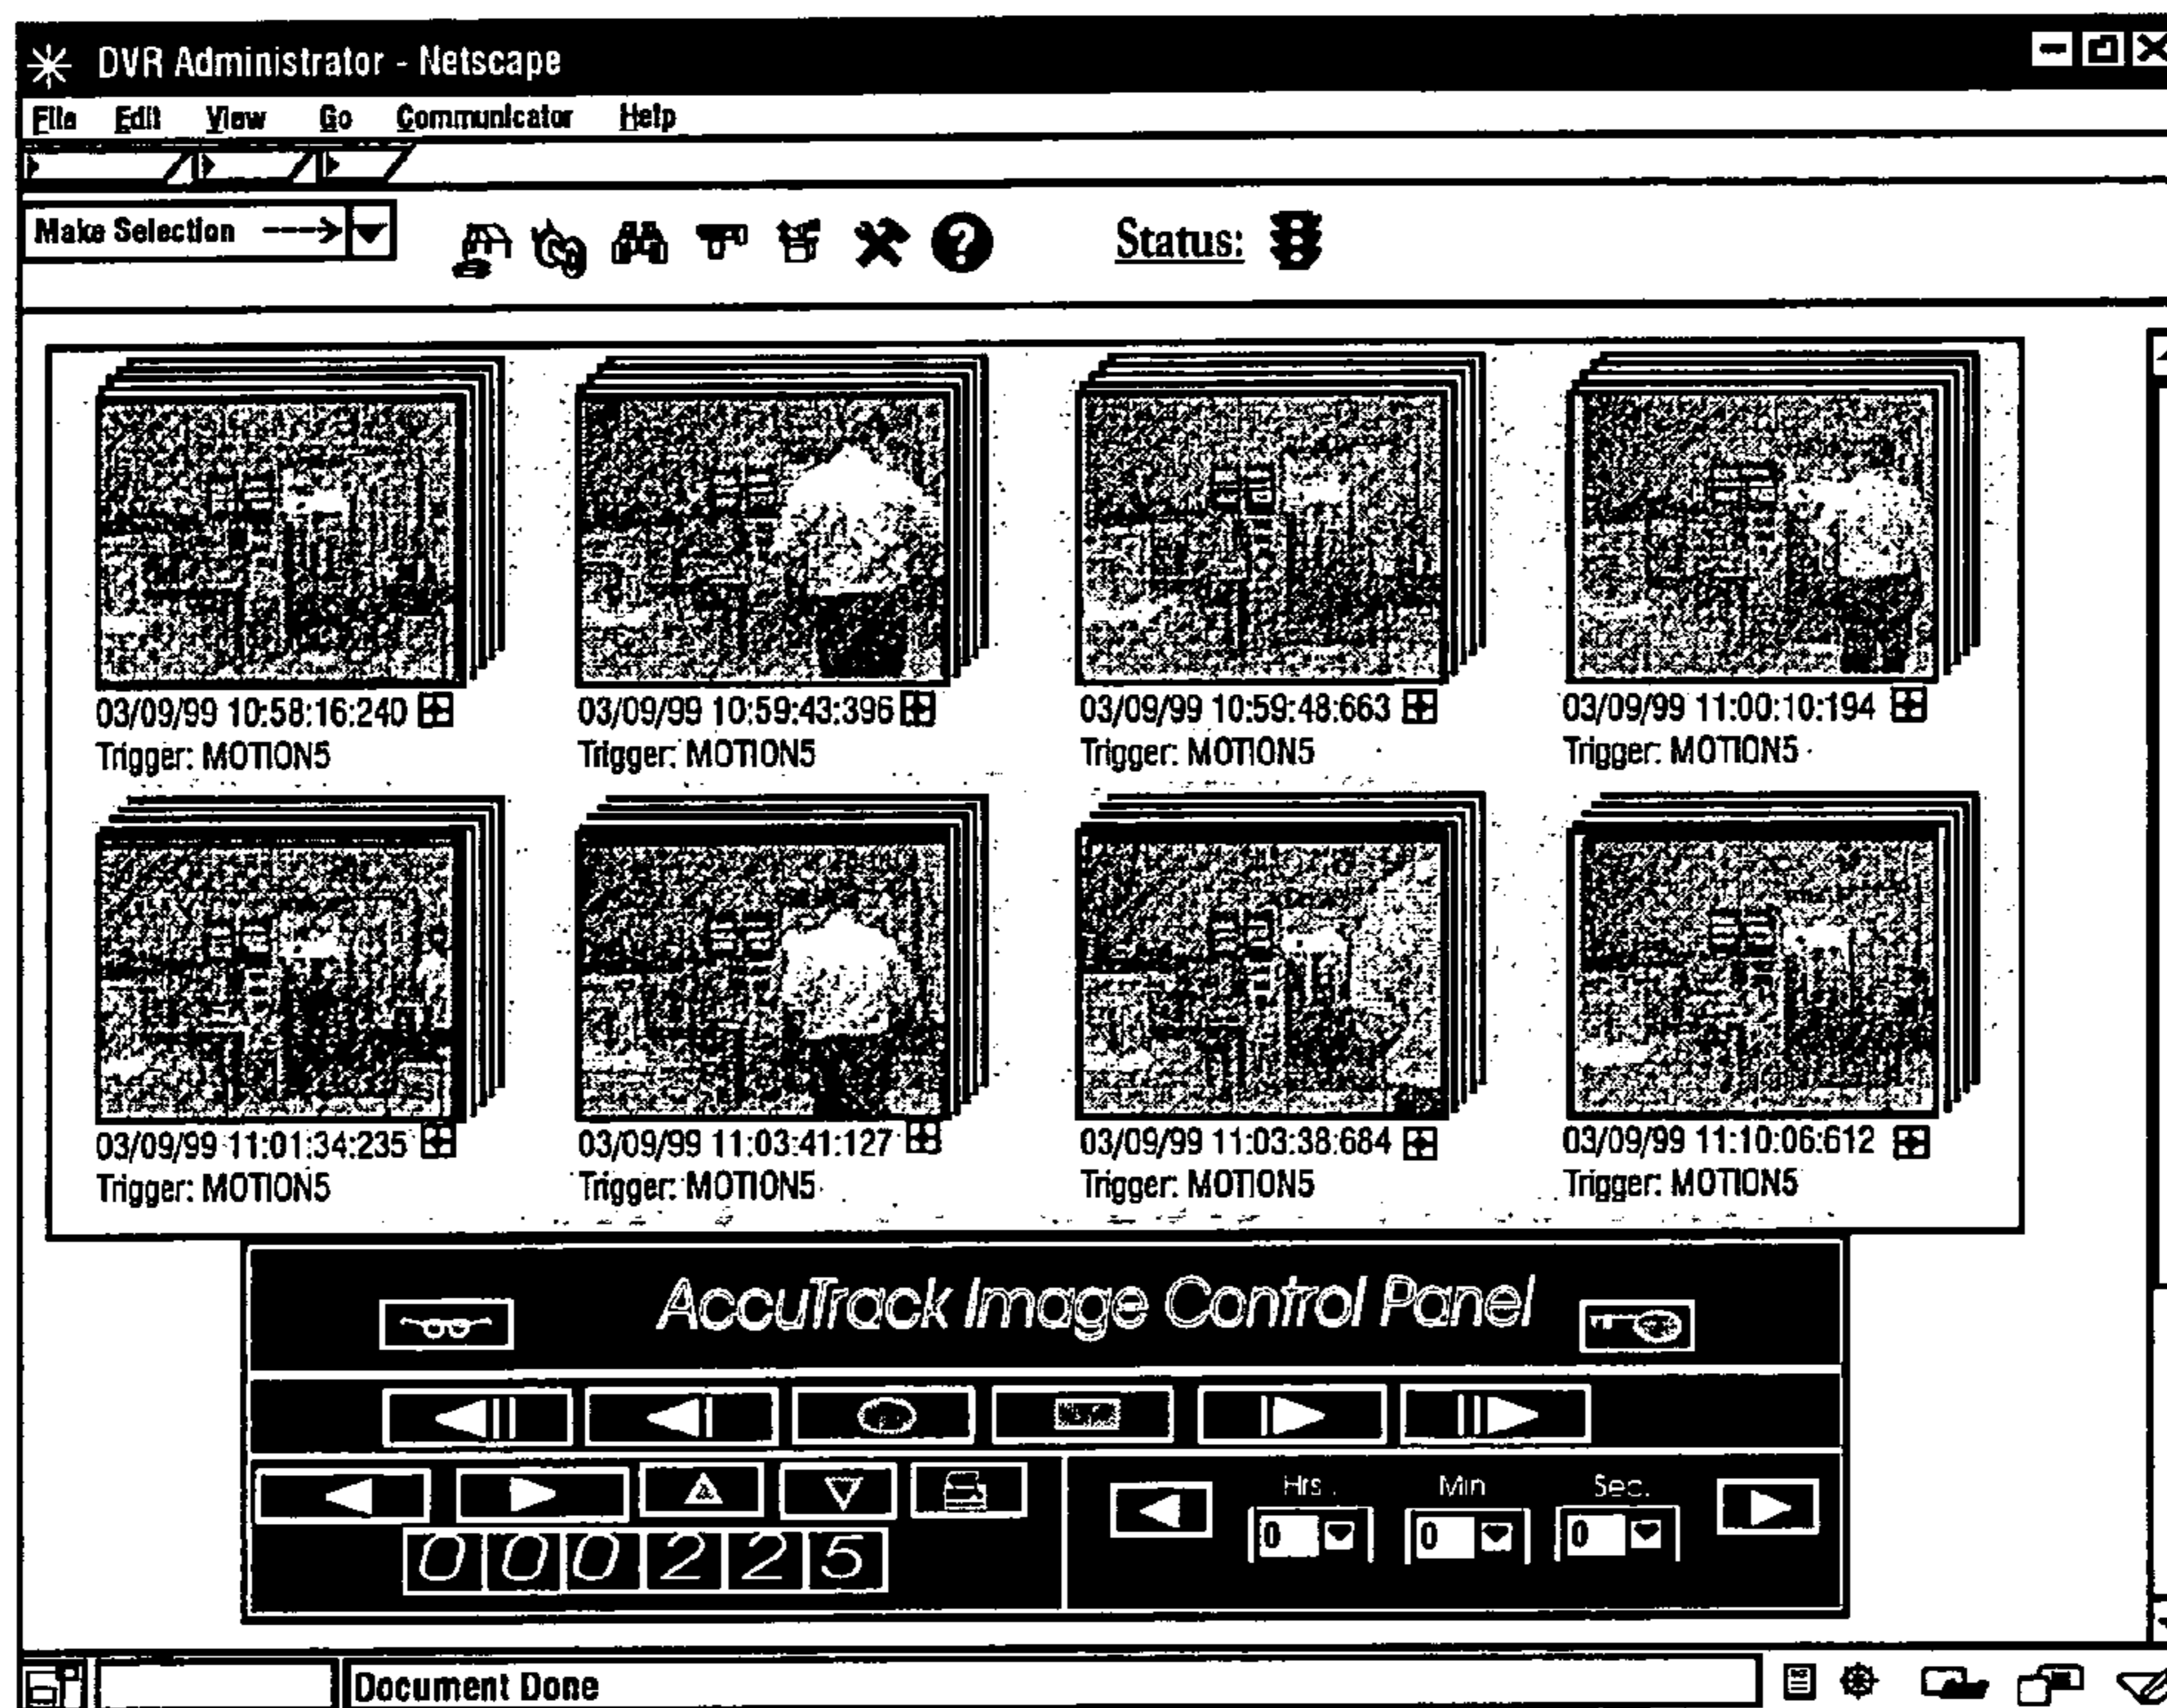 DVR Administrator - Netscape
File Edit View Go Communicator Help
Make Selection
Status:
03/09/99 10:58:16:240
Trigger: MOTION5
03/09/99 10:59:43:396
Trigger: MOTION5
03/09/99 10:59:48:663
Trigger: MOTION5
03/09/99 11:00:10:194
Trigger: MOTION5
03/09/99 11:01:34:235
Trigger: MOTION5
03/09/99 11:03:41:127
Trigger: MOTION5
03/09/99 11:03:38:684
Trigger: MOTION5
03/09/99 11:10:06:612
Trigger: MOTION5
AccuTrack Image Control Panel
Hrs. Min Sec.
0 0 0
000225
Document Done